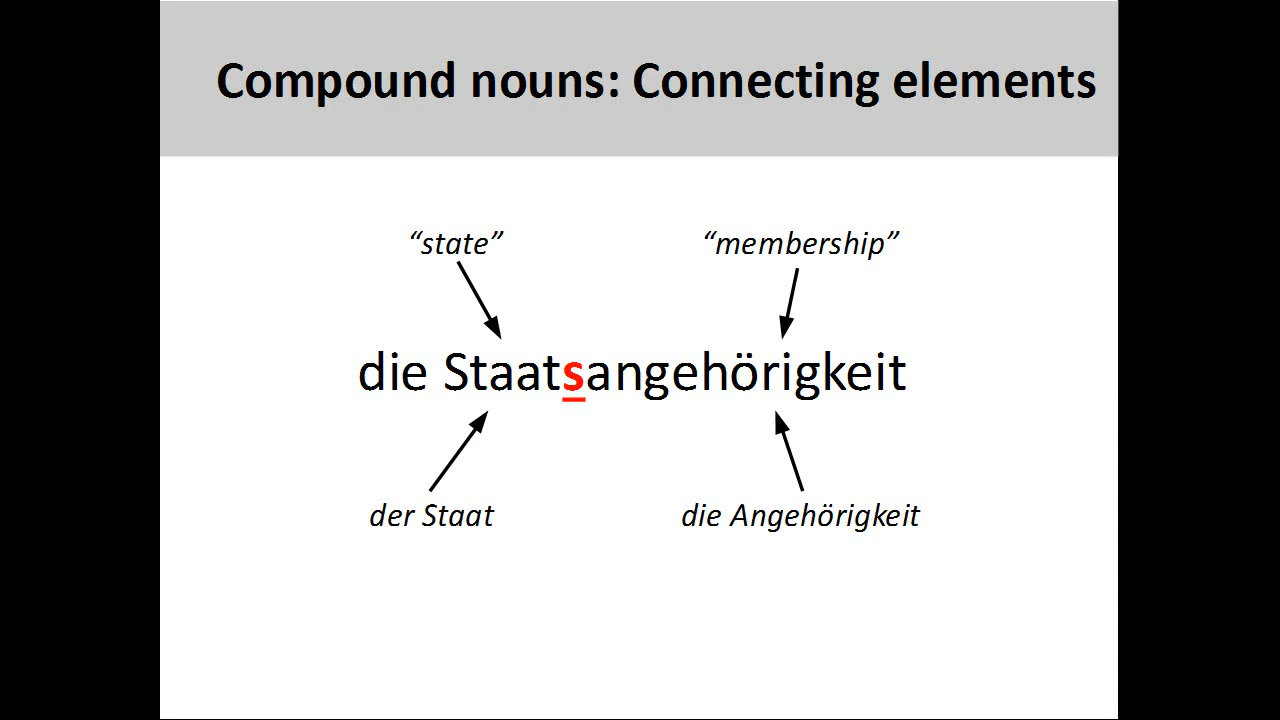 Compound nouns: Connecting elements
“state” “membership”
die Staatsangehörigkeit
der Staat die Angehörigkeit